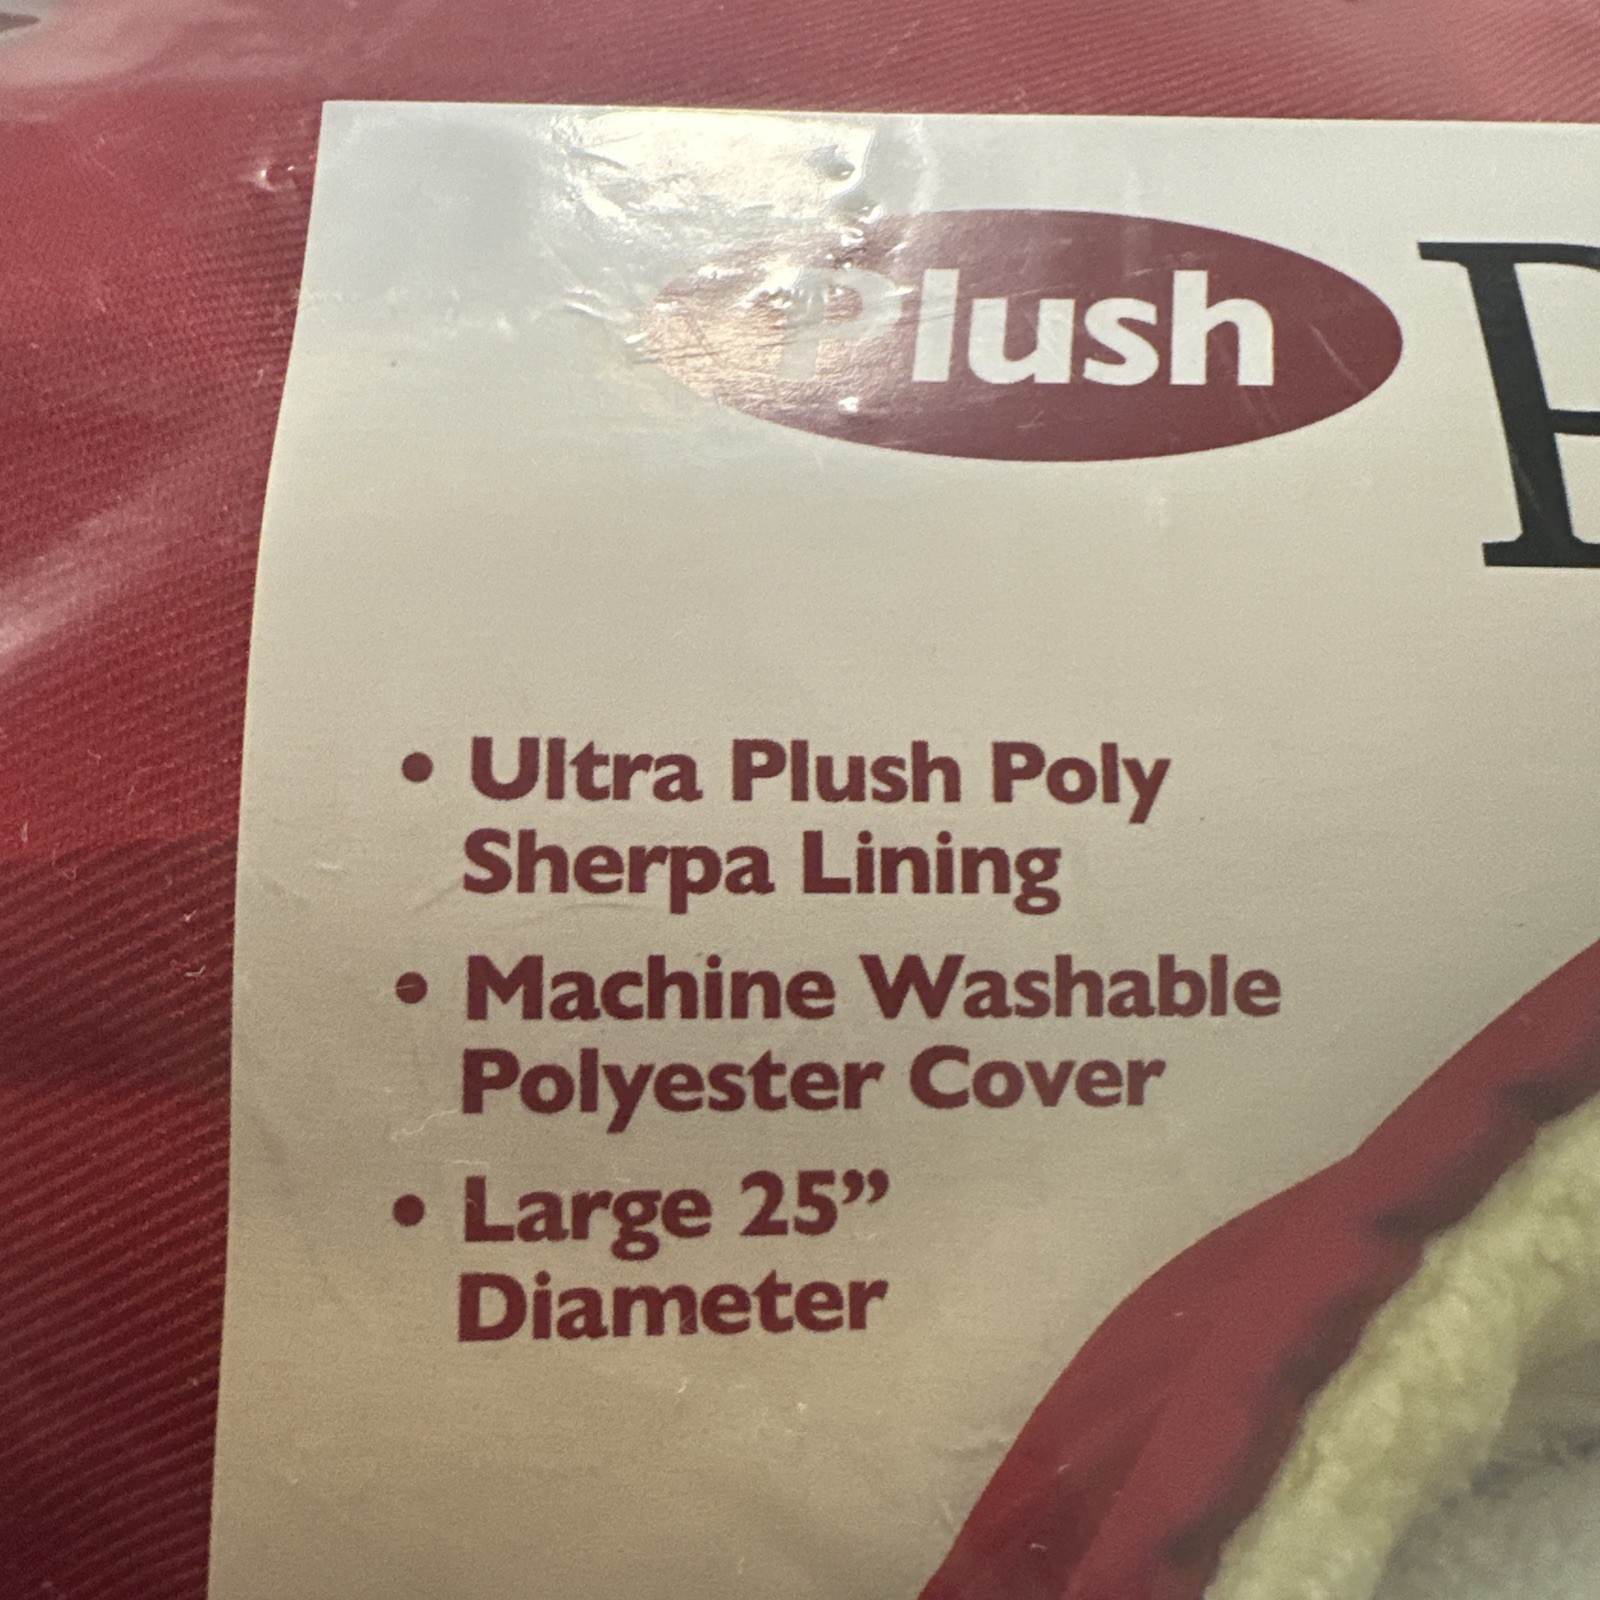 Plush
• Ultra Plush Poly
Sherpa Lining
• Machine Washable
Polyester Cover
• Large 25”
Diameter